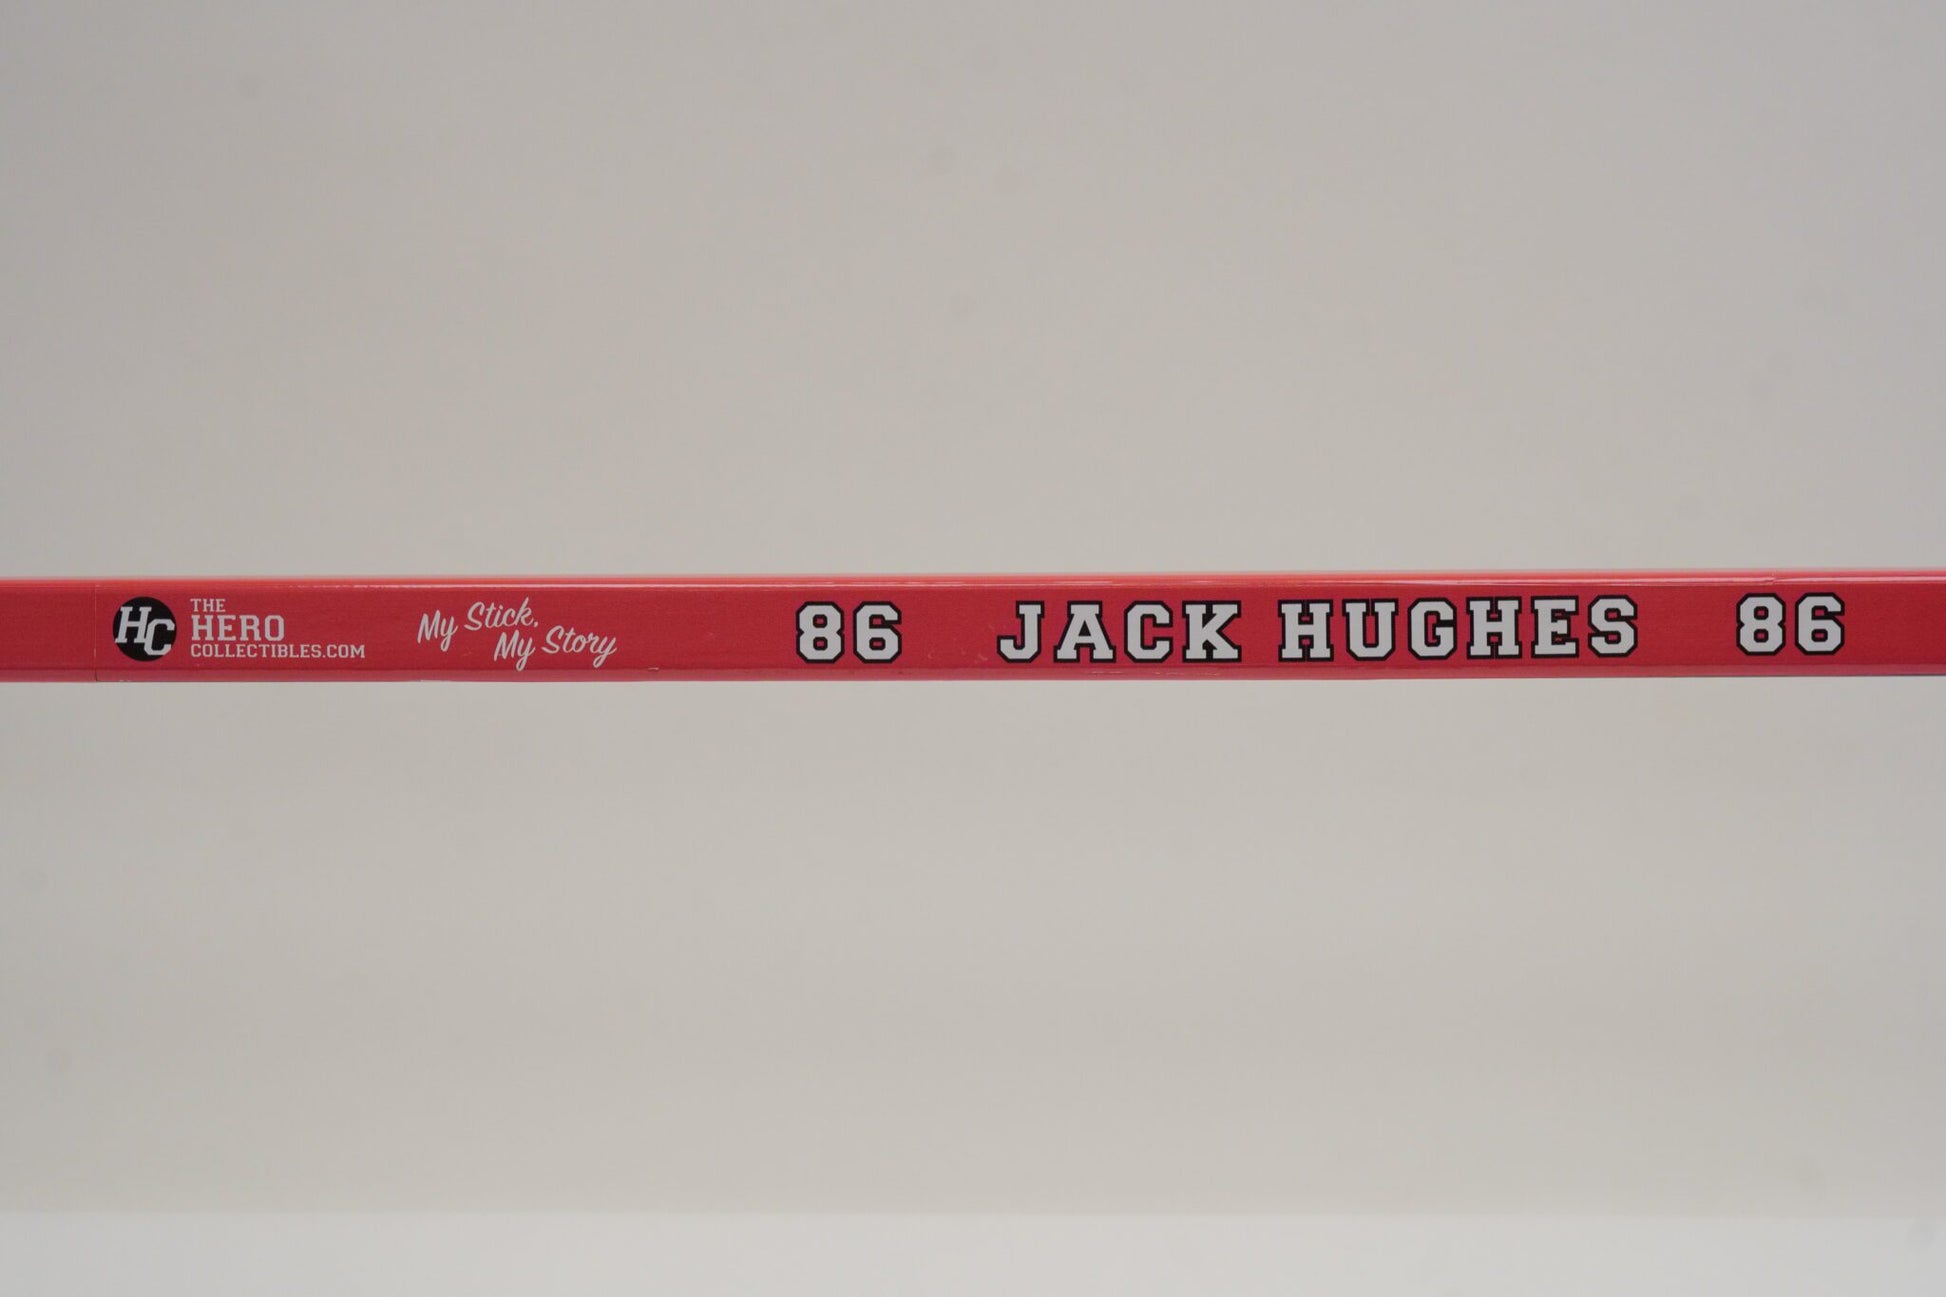 HC
THE
HERO
COLLECTIBLES.COM
My Stick,
My Story
86 JACK HUGHES 86